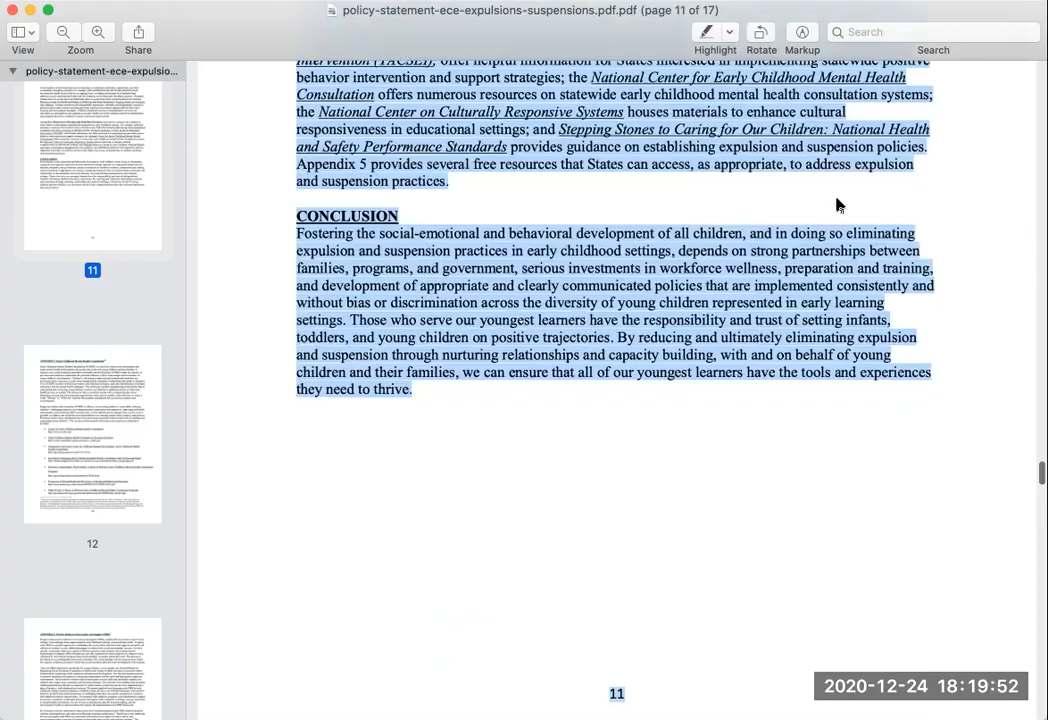 policy-statement-ece-expulsions-suspensions.pdf.pdf (page 11 of 17)
View
Zoom
Share
Highlight
Rotate
Markup
Search
Search
policy-statement-ece-expulsio...
11
12
Intervention (TACSEI), offer helpful information for States interested in implementing statewide positive
behavior intervention and support strategies; the National Center for Early Childhood Mental Health
Consultation offers numerous resources on statewide early childhood mental health consultation systems;
the National Center on Culturally Responsive Systems houses materials to enhance cultural
responsiveness in educational settings; and Stepping Stones to Caring for Our Children: National Health
and Safety Performance Standards provides guidance on establishing expulsion and suspension policies.
Appendix 5 provides several free resources that States can access, as appropriate, to address expulsion
and suspension practices.
CONCLUSION
Fostering the social-emotional and behavioral development of all children, and in doing so eliminating
expulsion and suspension practices in early childhood settings, depends on strong partnerships between
families, programs, and government, serious investments in workforce wellness, preparation and training,
and development of appropriate and clearly communicated policies that are implemented consistently and
without bias or discrimination across the diversity of young children represented in early learning
settings. Those who serve our youngest learners have the responsibility and trust of setting infants,
toddlers, and young children on positive trajectories. By reducing and ultimately eliminating expulsion
and suspension through nurturing relationships and capacity building, with and on behalf of young
children and their families, we can ensure that all of our youngest learners have the tools and experiences
they need to thrive.
11
2020-12-24 18:19:52